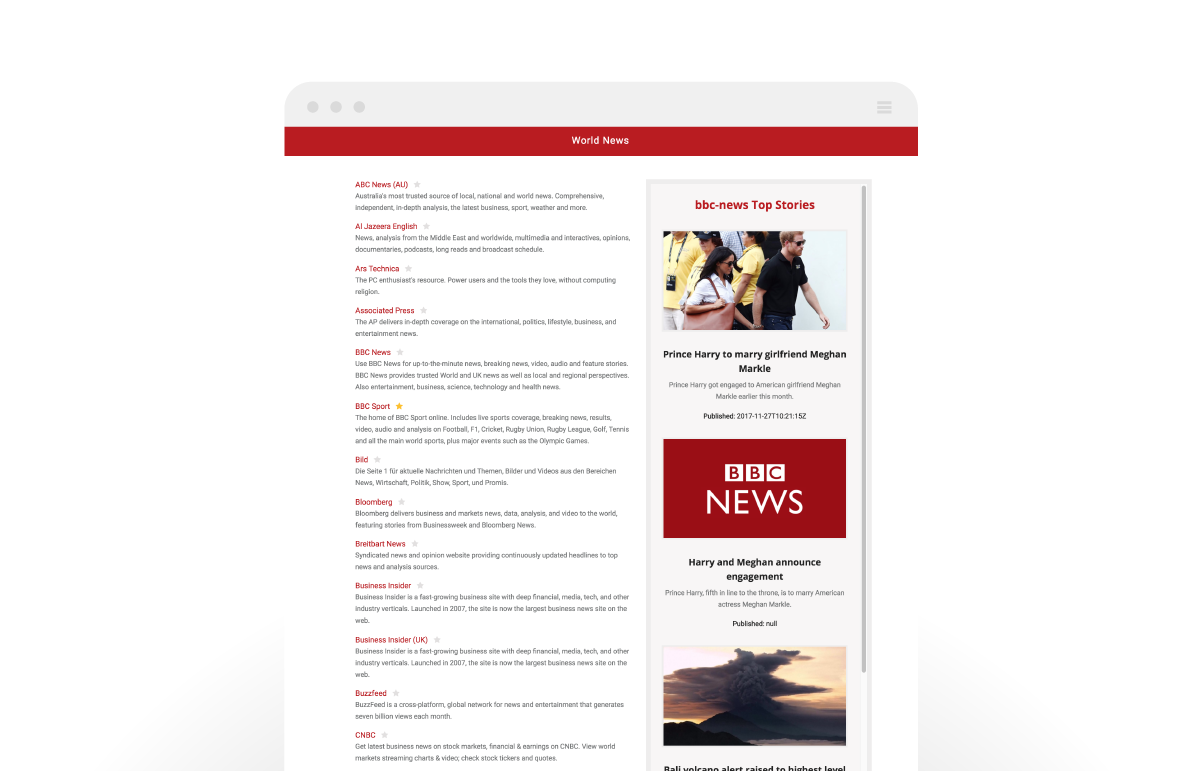 World News
ABC News (AU)
Australia's most trusted source of local, national and world news. Comprehensive,
independent, in-depth analysis, the latest business, sport, weather and more.
Al Jazeera English
News, analysis from the Middle East and worldwide, multimedia and interactives, opinions,
documentaries, podcasts, long reads and broadcast schedule.
Ars Technica
The PC enthusiast's resource. Power users and the tools they love, without computing
religion.
Associated Press
The AP delivers in-depth coverage on the international, politics, lifestyle, business, and
entertainment news.
BBC News
Use BBC News for up-to-the-minute news, breaking news, video, audio and feature stories.
BBC News provides trusted World and UK news as well as local and regional perspectives.
Also entertainment, business, science, technology and health news.
BBC Sport
The home of BBC Sport online. Includes live sports coverage, breaking news, results,
video, audio and analysis on Football, F1, Cricket, Rugby Union, Rugby League, Golf, Tennis
and all the main world sports, plus major events such as the Olympic Games.
Bild
Die Seite 1 für aktuelle Nachrichten und Themen, Bilder und Videos aus den Bereichen
News, Wirtschaft, Politik, Show, Sport, und Promis.
Bloomberg
Bloomberg delivers business and markets news, data, analysis, and video to the world,
featuring stories from Businessweek and Bloomberg News.
Breitbart News
Syndicated news and opinion website providing continuously updated headlines to top
news and analysis sources.
Business Insider
Business Insider is a fast-growing business site with deep financial, media, tech, and other
industry verticals. Launched in 2007, the site is now the largest business news site on the
web.
Business Insider (UK)
Business Insider is a fast-growing business site with deep financial, media, tech, and other
industry verticals. Launched in 2007, the site is now the largest business news site on the
web.
Buzzfeed
BuzzFeed is a cross-platform, global network for news and entertainment that generates
seven billion views each month.
CNBC
Get latest business news on stock markets, financial & earnings on CNBC. View world
markets streaming charts & video; check stock tickers and quotes.
bbc-news Top Stories
Prince Harry to marry girlfriend Meghan
Markle
Prince Harry got engaged to American girlfriend Meghan
Markle earlier this month.
Published: 2017-11-27T10:21:15Z
BBC
NEWS
Harry and Meghan announce
engagement
Prince Harry, fifth in line to the throne, is to marry American
actress Meghan Markle.
Published: null
Bali volcano alert raised to highest level